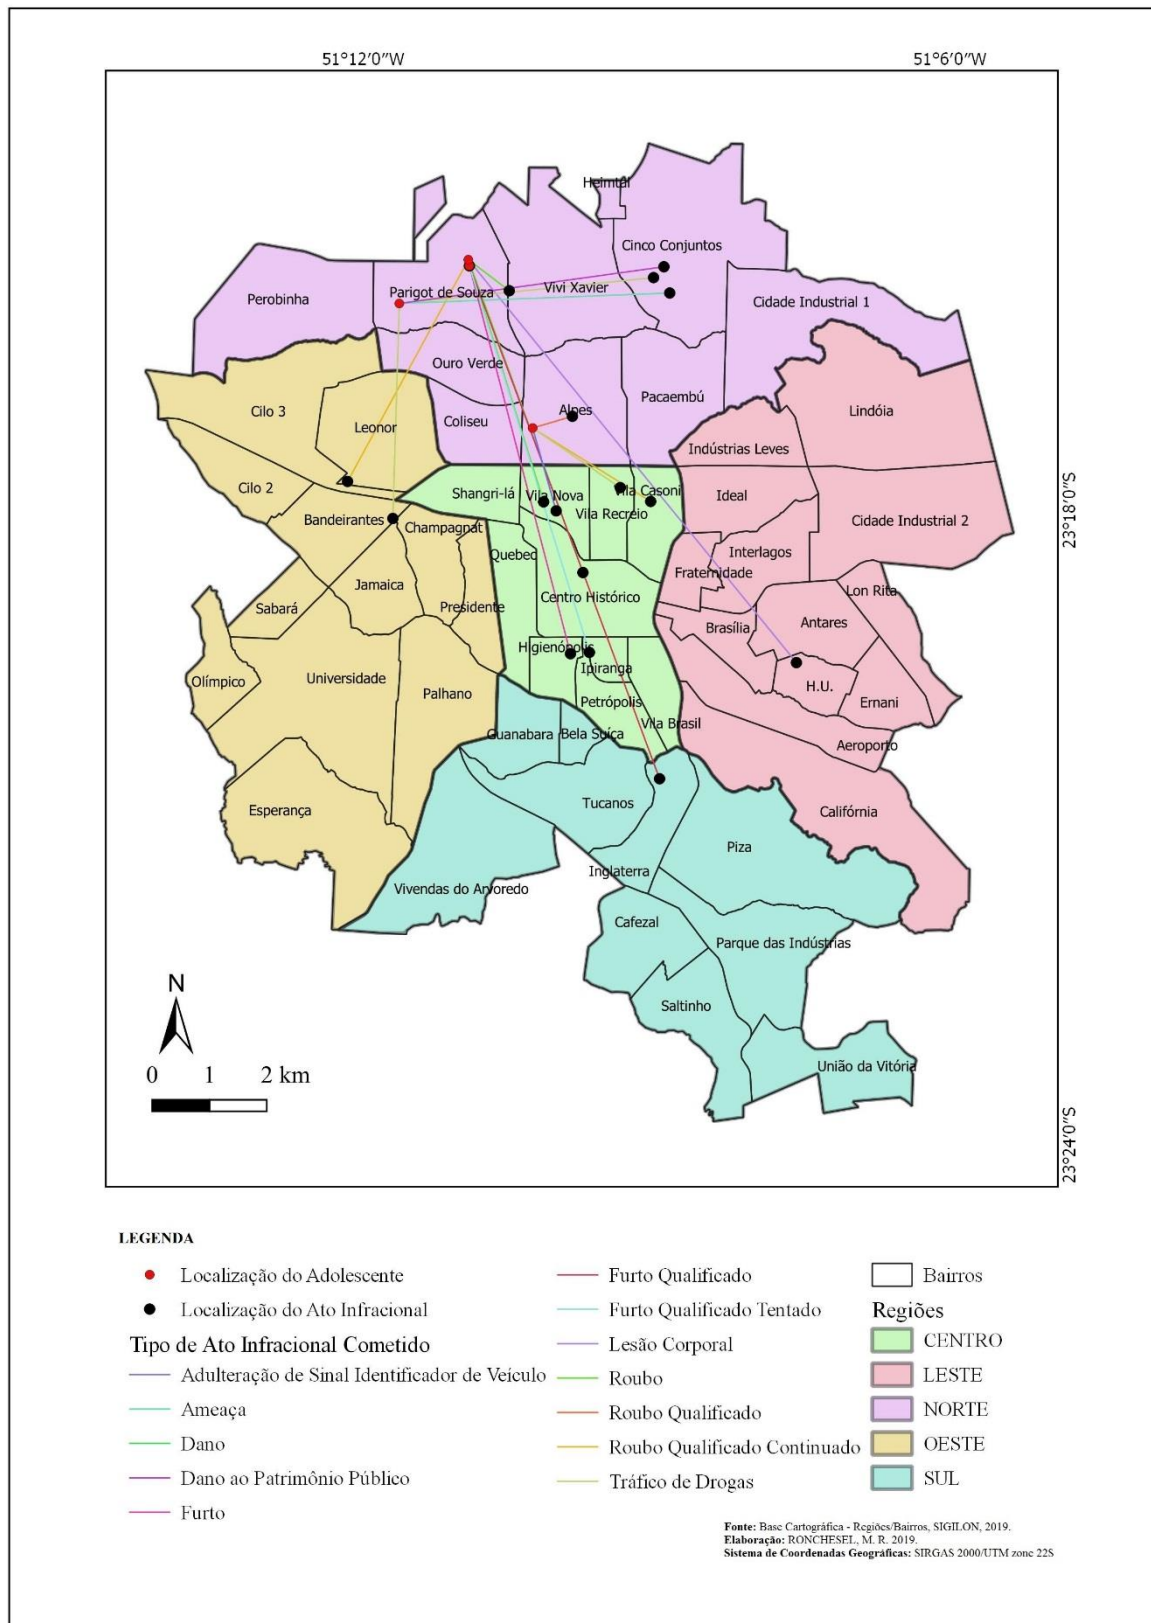 51°12'0"W
51°6'0"W
Heimtal
Cinco Conjuntos
Perobinha
Parigot de Souza
Vivi Xavier
Cidade Industrial 1
Ouro Verde
Pacaembú
Cilo 3
Leonor
Coliseu
Alpes
Lindóia
Indústrias Leves
Cilo 2
Shangri-lá
Vila Nova
Vila Casoni
Ideal
Bandeirantes
Champagnat
Vila Recreio
Cidade Industrial 2
23°18'0"S
Quebec
Interlagos
Fraternidade
Jamaica
Centro Histórico
Lon Rita
Sabará
Presidente
Brasília
Antares
Higienópolis
Ipiranga
Olímpico
Universidade
Palhano
H.U.
Petrópolis
Ernani
Vila Brasil
Guanabara
Bela Suíça
Aeroporto
Esperança
Tucanos
Califórnia
Piza
Inglaterra
Vivendas do Arvoredo
Cafezal
Parque das Indústrias
N
Saltinho
0 1 2 km
União da Vitória
23°24'0"S
LEGENDA
Localização do Adolescente
Localização do Ato Infracional
Tipo de Ato Infracional Cometido
Adulteração de Sinal Identificador de Veículo
Ameaça
Dano
Dano ao Patrimônio Público
Furto
Furto Qualificado
Furto Qualificado Tentado
Lesão Corporal
Roubo
Roubo Qualificado
Roubo Qualificado Continuado
Tráfico de Drogas
Bairros
Regiões
CENTRO
LESTE
NORTE
OESTE
SUL
Fonte: Base Cartográfica - Regiões/Bairros, SIGILON, 2019.
Elaboração: RONCHESEL, M. R. 2019.
Sistema de Coordenadas Geográficas: SIRGAS 2000/UTM zone 22S